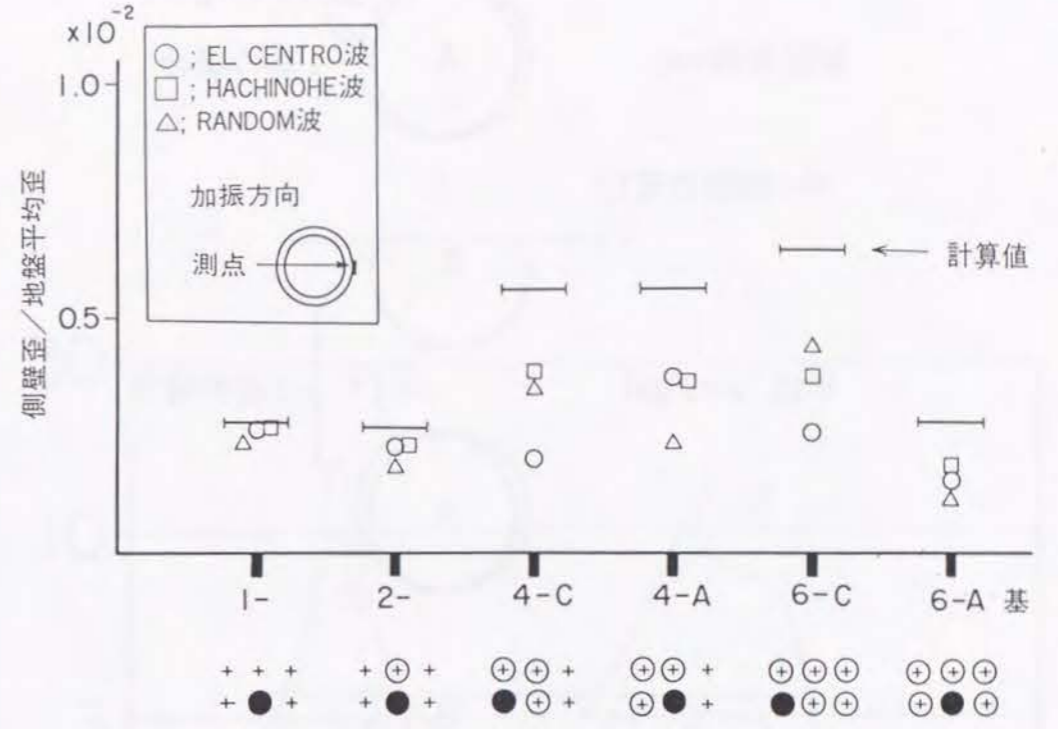 ×10⁻²
1.0
○; EL CENTRO波
□; HACHINOHE波
△; RANDOM波
加振方向
測点
側壁歪／地盤平均歪
計算値
0.5
1- 2- 4-C 4-A 6-C 6-A 基